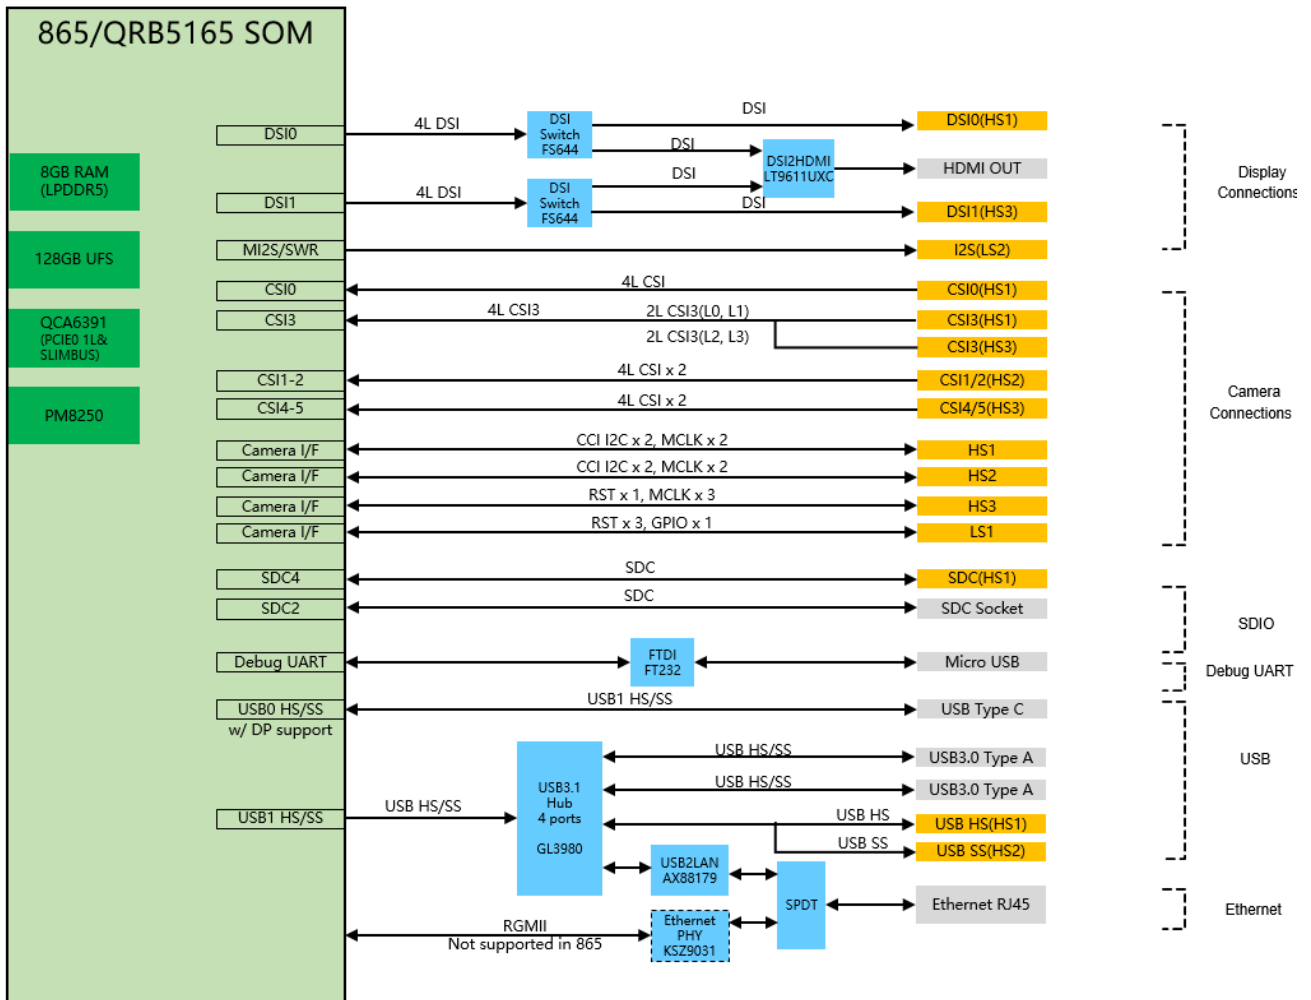 865/QRB5165 SOM
8GB RAM
(LPDDR5)
128GB UFS
QCA6391
(PCIE0 1L&
SLIMBUS)
PM8250
DSI0
4L DSI
DSI
Switch
FS644
DSI
DSI0(HS1)
DSI
DSI2HDMI
LT9611UXC
HDMI OUT
DSI1
4L DSI
DSI
Switch
FS644
DSI
DSI
DSI1(HS3)
MI2S/SWR
I2S(LS2)
Display
Connections
CSI0
4L CSI
CSI0(HS1)
CSI3
4L CSI3
2L CSI3(L0, L1)
CSI3(HS1)
2L CSI3(L2, L3)
CSI3(HS3)
CSI1-2
4L CSI x 2
CSI1/2(HS2)
CSI4-5
4L CSI x 2
CSI4/5(HS3)
Camera I/F
CCI I2C x 2, MCLK x 2
HS1
Camera I/F
CCI I2C x 2, MCLK x 2
HS2
Camera I/F
RST x 1, MCLK x 3
HS3
Camera I/F
RST x 3, GPIO x 1
LS1
Camera
Connections
SDC4
SDC
SDC(HS1)
SDC2
SDC
SDC Socket
SDIO
Debug UART
FTDI
FT232
Micro USB
Debug UART
USB0 HS/SS
w/ DP support
USB1 HS/SS
USB Type C
USB1 HS/SS
USB HS/SS
USB3.1
Hub
4 ports
GL3980
USB HS/SS
USB3.0 Type A
USB HS/SS
USB3.0 Type A
USB HS
USB HS(HS1)
USB SS
USB SS(HS2)
USB
USB2LAN
AX88179
SPDT
Ethernet RJ45
Ethernet
RGMII
Not supported in 865
Ethernet
PHY
KSZ9031